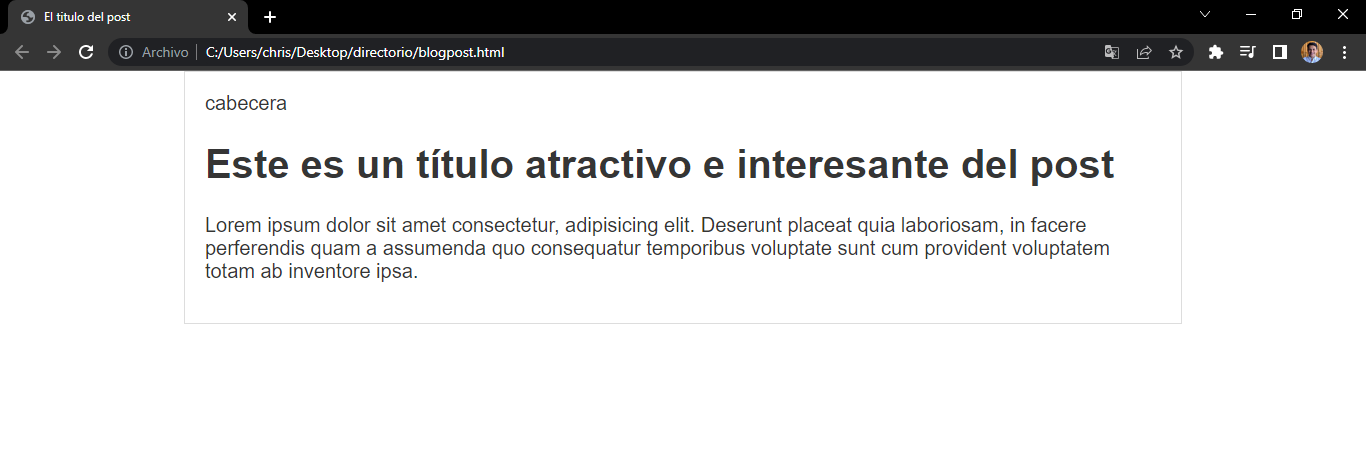 El titulo del post
Archivo C:/Users/chris/Desktop/directorio/blogpost.html
cabecera
Este es un título atractivo e interesante del post
Lorem ipsum dolor sit amet consectetur, adipisicing elit. Deserunt placeat quia laboriosam, in facere
perferendis quam a assumenda quo consequatur temporibus voluptate sunt cum provident voluptatem
totam ab inventore ipsa.